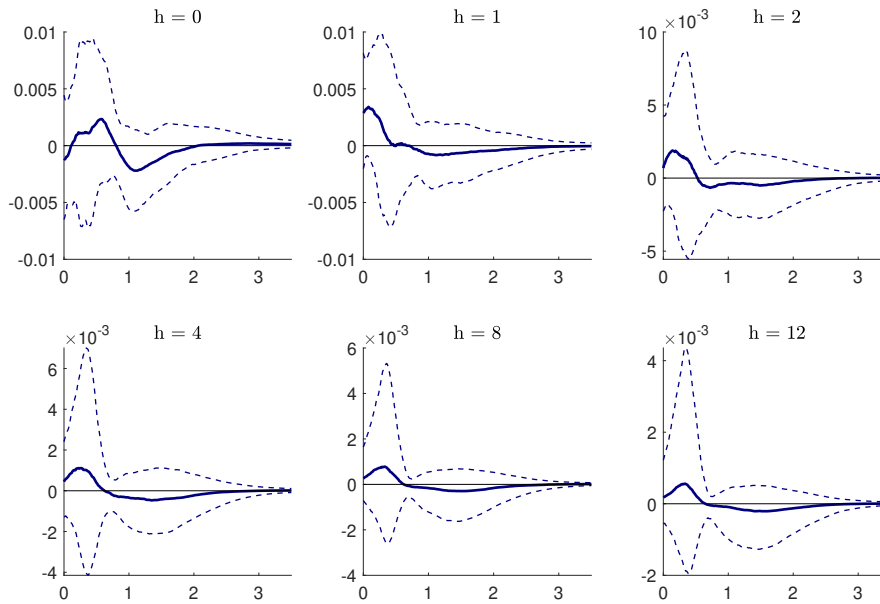 h = 0
0.01
0.005
0
-0.005
-0.01
0 1 2 3
h = 1
0.01
0.005
0
-0.005
-0.01
0 1 2 3
×10-3
h = 2
10
5
0
-5
0 1 2 3
×10-3
h = 4
6
4
2
0
-2
-4
0 1 2 3
×10-3
h = 8
6
4
2
0
-2
-4
0 1 2 3
×10-3
h = 12
4
2
0
-2
0 1 2 3